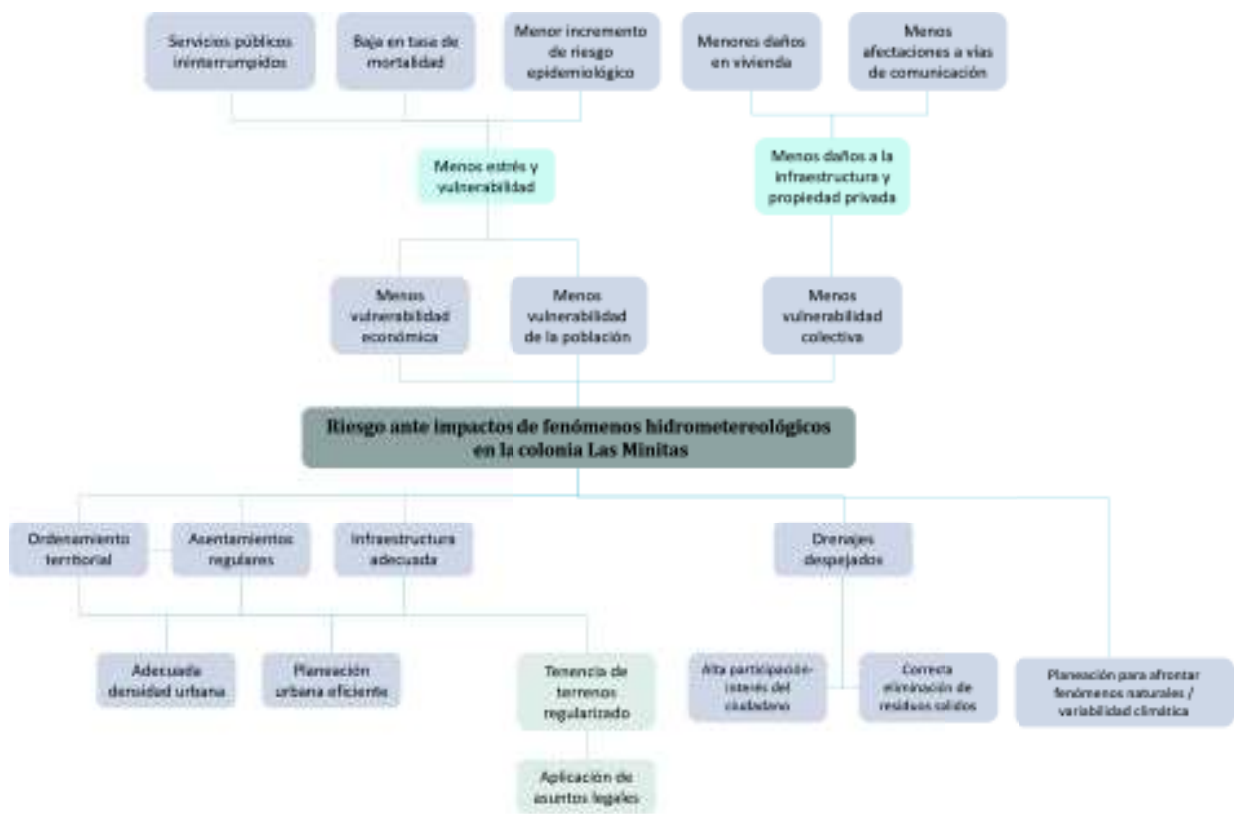 Servicios públicos
ininterrumpidos
Baja en tasa de
mortalidad
Menor incremento
de riesgo
epidemiológico
Menores daños
en vivienda
Menos
afectaciones a vías
de comunicación
Menos estrés y
vulnerabilidad
Menos daños a la
infraestructura y
propiedad privada
Menos
vulnerabilidad
económica
Menos
vulnerabilidad
de la población
Menos
vulnerabilidad
colectiva
Riesgo ante impactos de fenómenos hidrometereológicos
en la colonia Las Minitas
Ordenamiento
territorial
Asentamientos
regulares
Infraestructura
adecuada
Drenajes
despejados
Adecuada
densidad urbana
Planeación
urbana eficiente
Tenencia de
terrenos
regularizado
Alta participación-
interés del
ciudadano
Correcta
eliminación de
residuos solidos
Planeación para afrontar
fenómenos naturales /
variabilidad climática
Aplicación de
asuntos legales